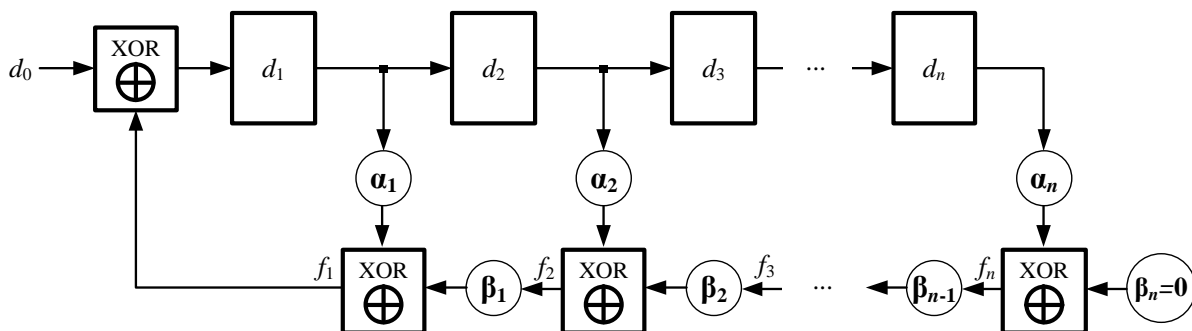 XOR
d₀
d₁
d₂
d₃
...
dₙ
α₁
α₂
αₙ
f₁
XOR
β₁
f₂
XOR
β₂
f₃
...
βₙ₋₁
fₙ
XOR
βₙ=0